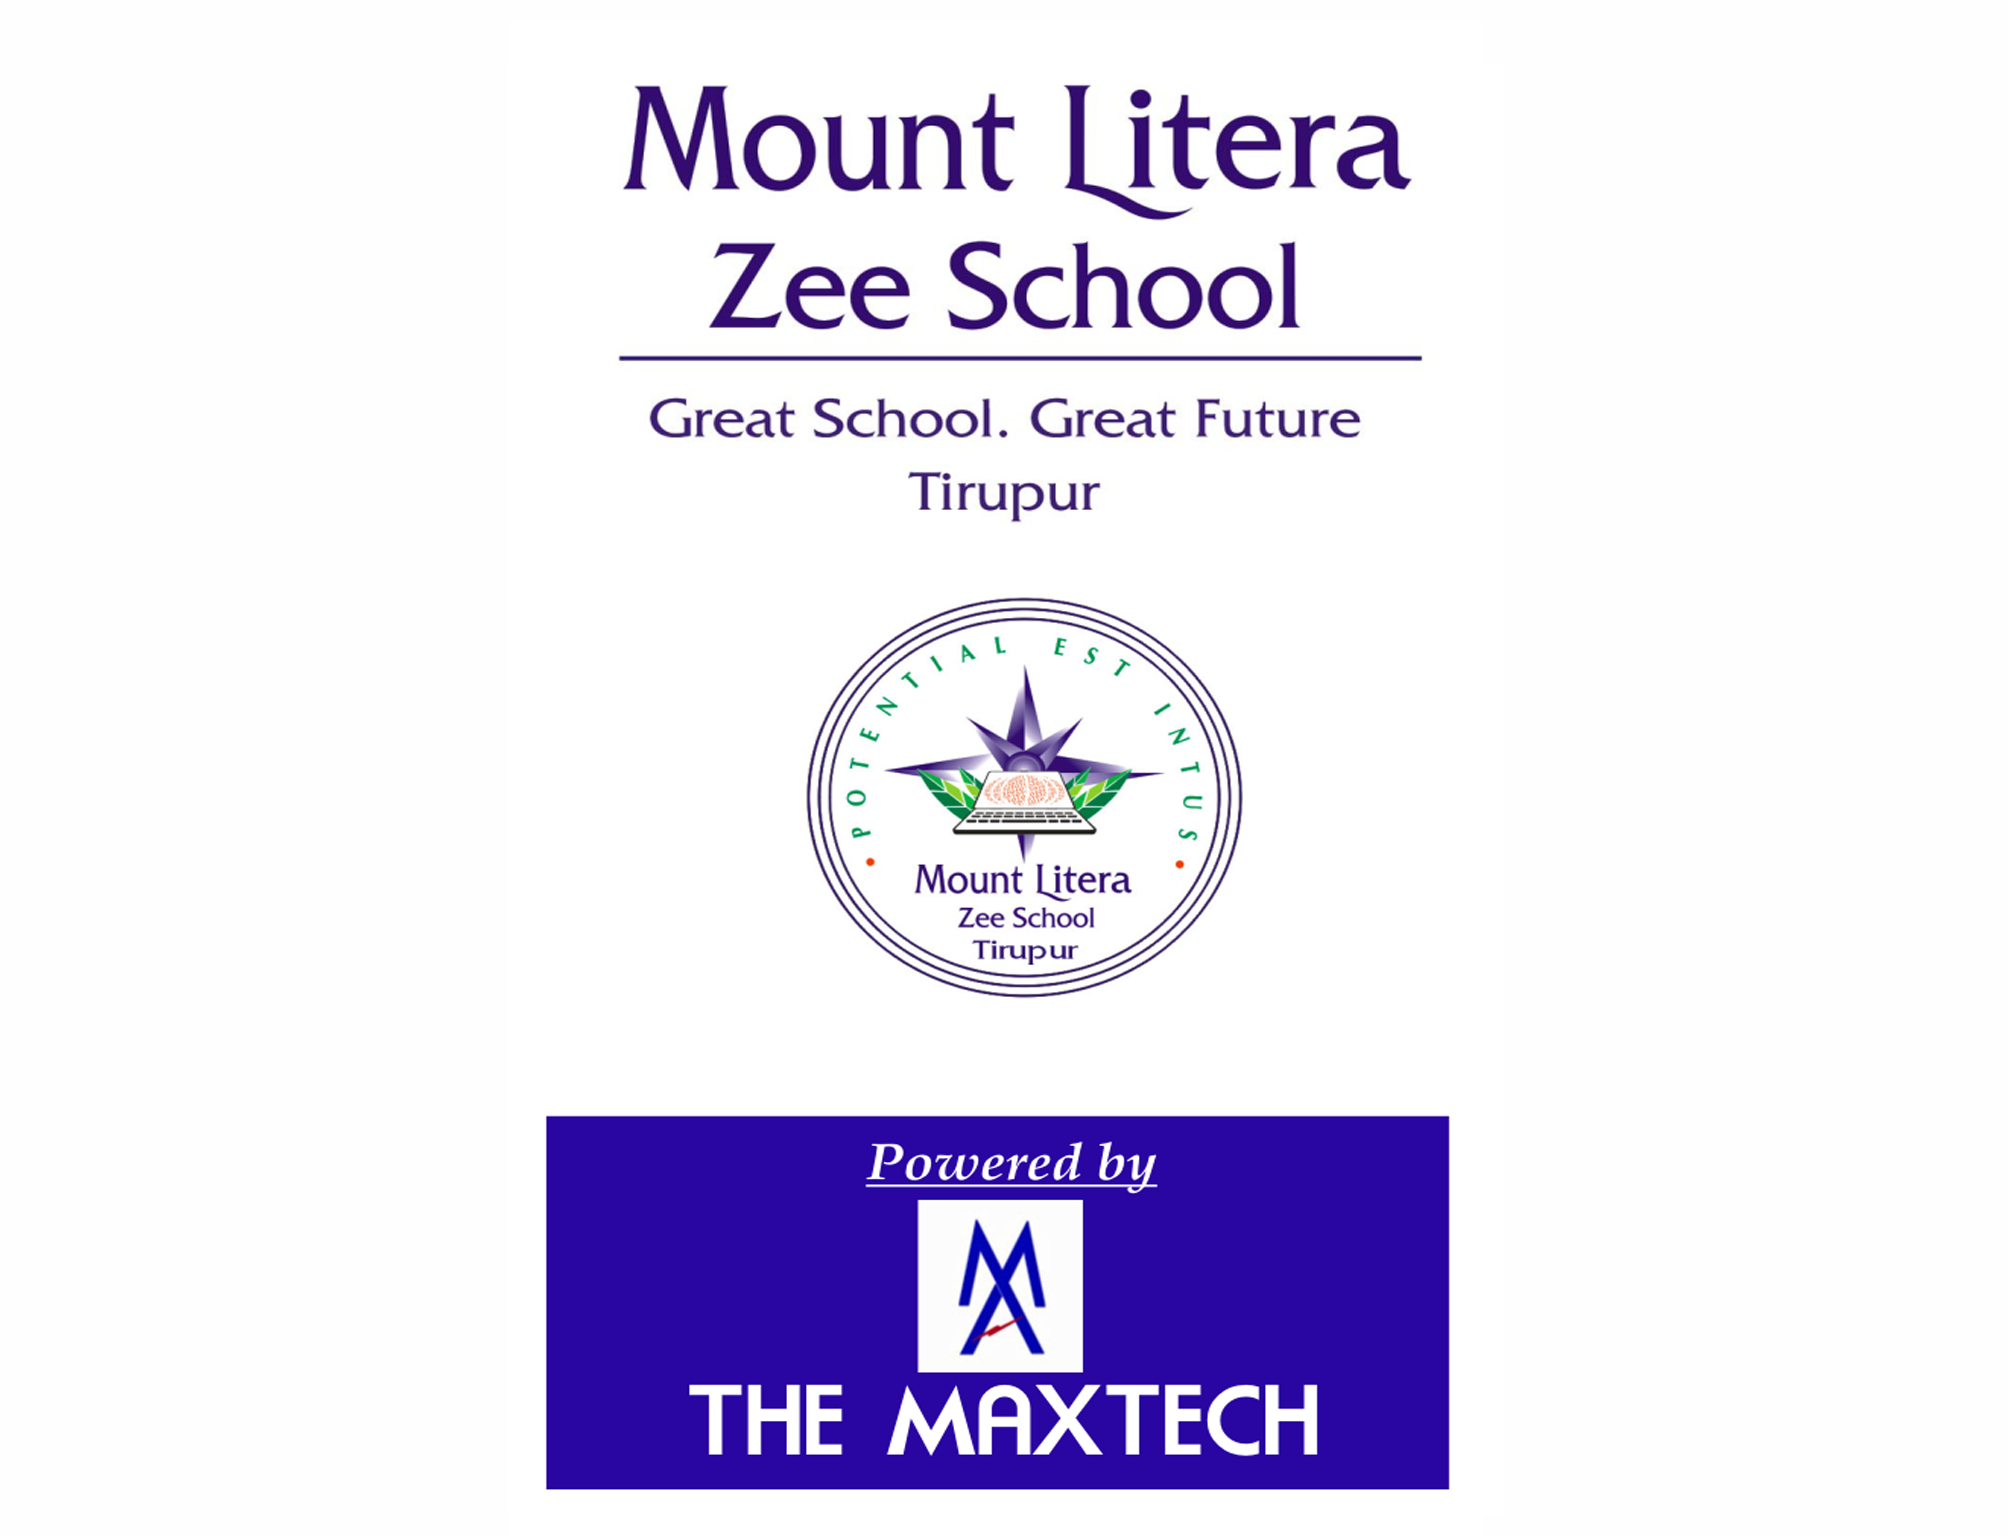 Mount Litera
Zee School
Great School. Great Future
Tirupur
POTENTIAL EST INTUS
Mount Litera
Zee School
Tirupur
Powered by
MA
THE MAXTECH